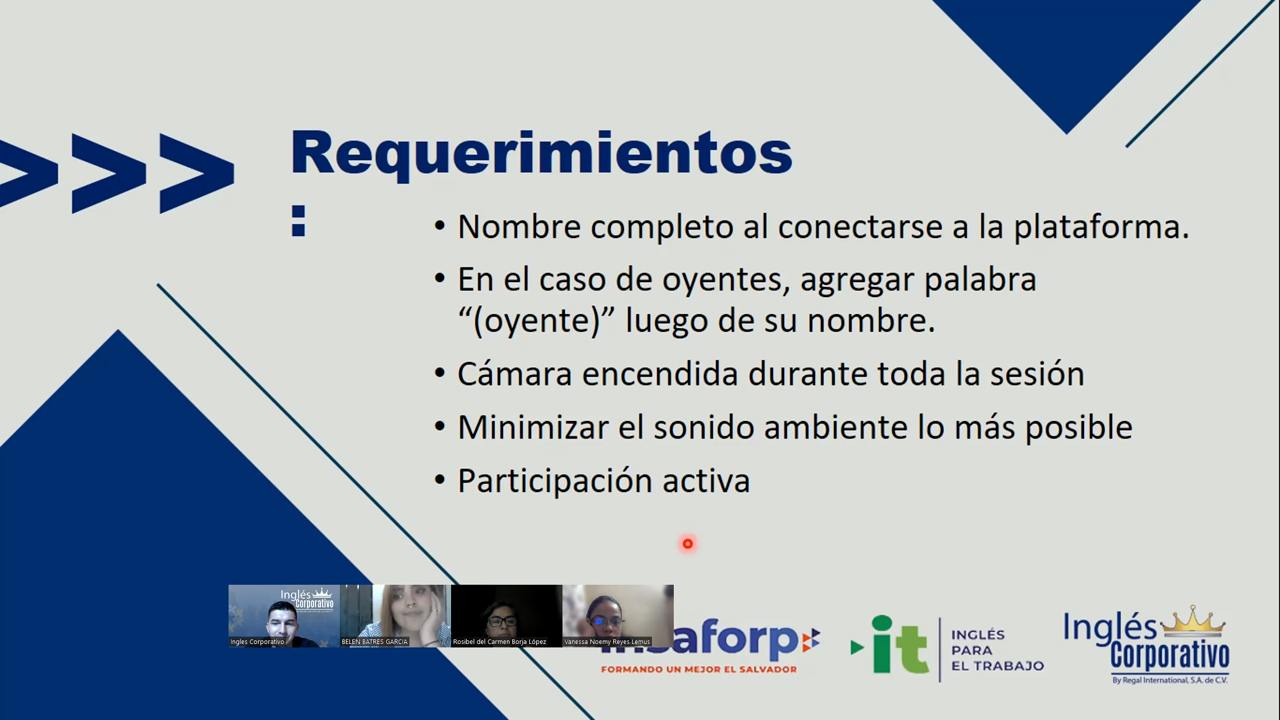 >>>
Requerimientos
:
• Nombre completo al conectarse a la plataforma.
• En el caso de oyentes, agregar palabra
“(oyente)” luego de su nombre.
• Cámara encendida durante toda la sesión
• Minimizar el sonido ambiente lo más posible
• Participación activa
Inglés
Corporativo
Ingles Corporativo
BELEN BATRES GARCIA
Rosibel del Carmen Borja López
Vanessa Noemy Reyes Lemus
saforp
FORMANDO UN MEJOR EL SALVADOR
it
INGLÉS
PARA
EL TRABAJO
Inglés
Corporativo
By Regal International, S.A. de C.V.